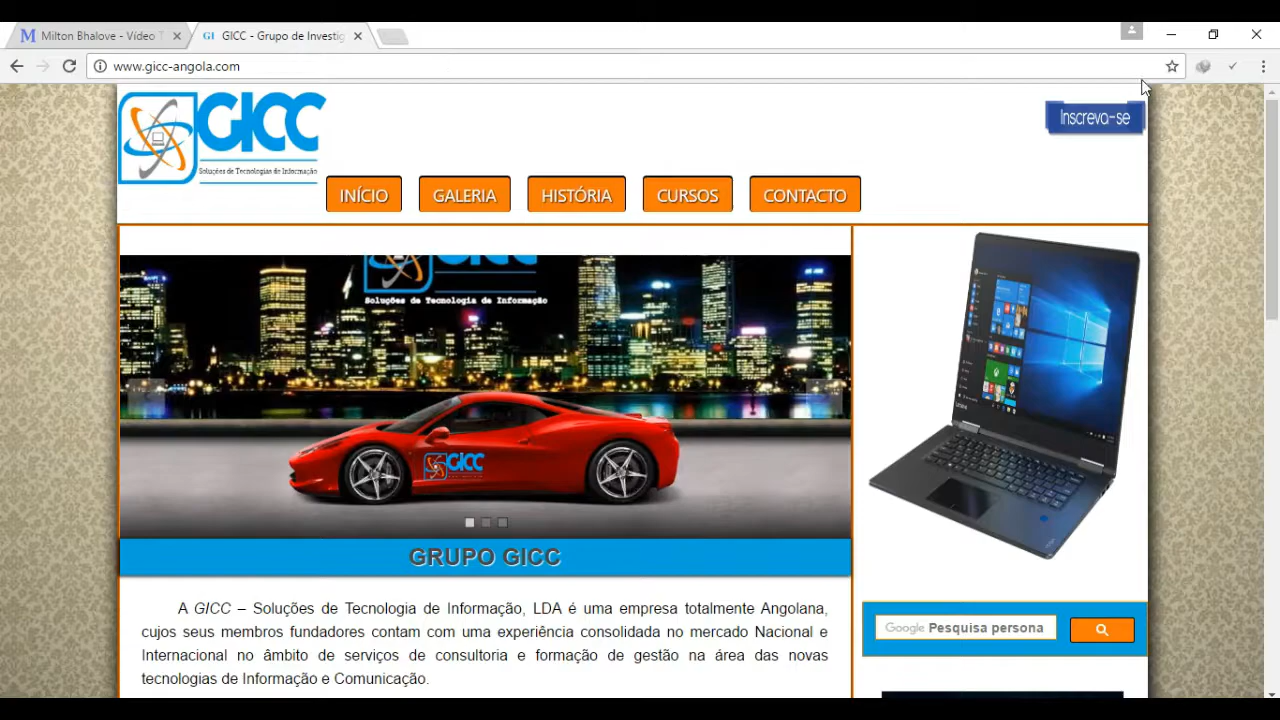 Milton Bhalove - Vídeo T
GICC - Grupo de Investig
www.gicc-angola.com
GICC
Soluções de Tecnologias de Informação
Inscreva-se
INÍCIO
GALERIA
HISTÓRIA
CURSOS
CONTACTO
Soluções de Tecnologia de Informação
GICC
GRUPO GICC
A GICC – Soluções de Tecnologia de Informação, LDA é uma empresa totalmente Angolana,
cujos seus membros fundadores contam com uma experiência consolidada no mercado Nacional e
Internacional no âmbito de serviços de consultoria e formação de gestão na área das novas
tecnologias de Informação e Comunicação.
Google Pesquisa persona